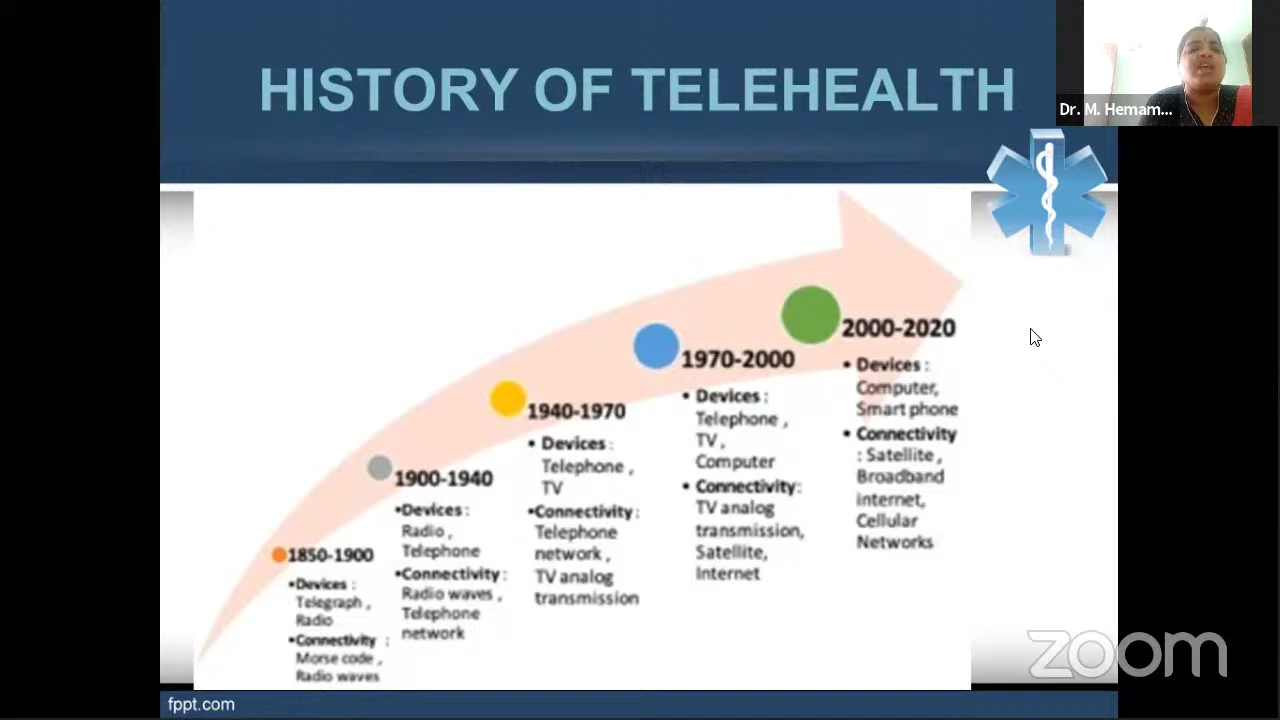 HISTORY OF TELEHEALTH
Dr. M. Hemam...
2000-2020
• Devices :
Computer,
Smart phone
• Connectivity
: Satellite ,
Broadband
internet,
Cellular
Networks
1970-2000
• Devices :
Telephone ,
TV ,
Computer
• Connectivity:
TV analog
transmission,
Satellite,
Internet
1940-1970
• Devices :
Telephone ,
TV
•Connectivity:
Telephone
network ,
TV analog
transmission
1900-1940
•Devices :
Radio ,
Telephone
•Connectivity :
Radio waves ,
Telephone
network
1850-1900
•Devices :
Telegraph ,
Radio
•Connectivity :
Morse code ,
Radio waves
zoom
fppt.com